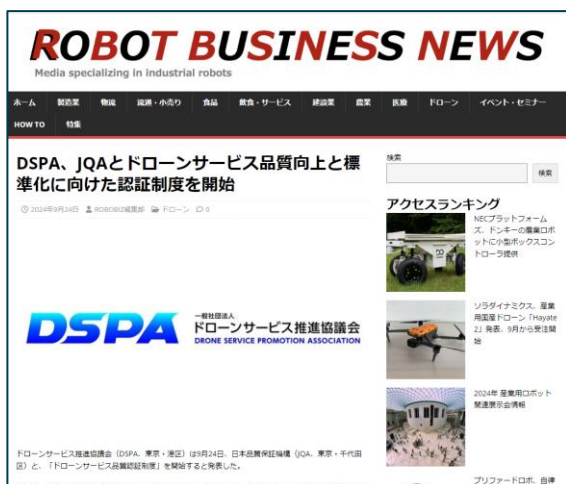 ROBOT BUSINESS NEWS
Media specializing in industrial robots
ホーム 製造業 物流 流通・小売り 食品 飲食・サービス 建設業 農業 医療 ドローン イベント・セミナー
HOW TO 特集
DSPA、JQAとドローンサービス品質向上と標
準化に向けた認証制度を開始
2024年9月24日 ROBOBIZ編集部 ドローン 0
DSPA
一般社団法人
ドローンサービス推進協議会
DRONE SERVICE PROMOTION ASSOCIATION
ドローンサービス推進協議会（DSPA、東京・港区）は9月24日、日本品質保証機構（JQA、東京・千代田
区）と、「ドローンサービス品質認証制度」を開始すると発表した。
検索
検索
アクセスランキング
NECプラットフォーム
ズ、ドンキーの農業ロボ
ットに小型ボックスコン
トローラ提供
ソラダイナミクス、産業
用国産ドローン「Hayate
2」発表、9月から受注開
始
2024年 産業用ロボット
関連展示会情報
プリファードロボ、自律